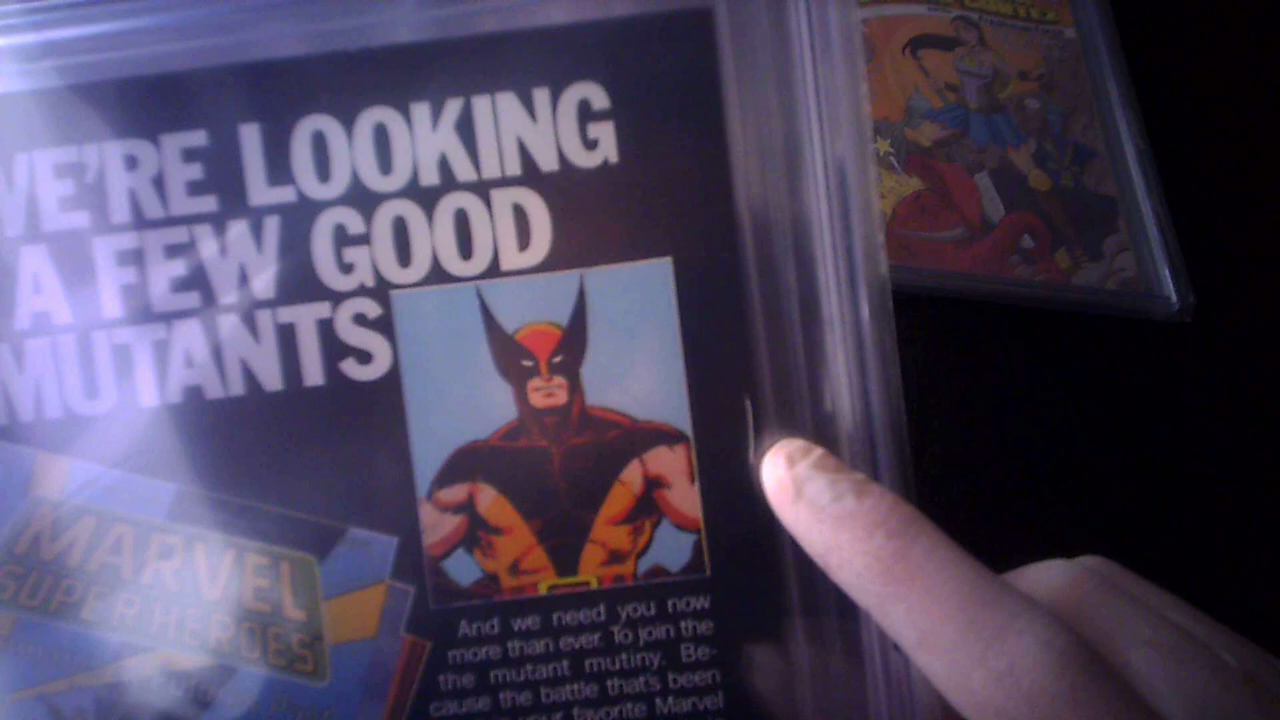 WE'RE LOOKING
A FEW GOOD
MUTANTS
MARVEL
SUPER HEROES
And we need you now
more than ever. To join the
the mutant mutiny. Be-
cause the battle that's been
your favorite Marvel